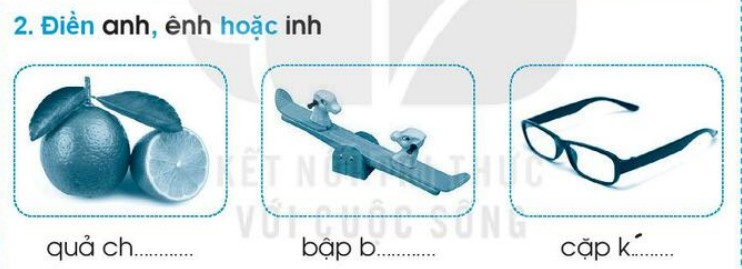 2. Điền anh, ênh hoặc inh
KẾT NỐI TRI THỨC
VỚI CUỘC SỐNG
quả ch............
bập b............
cặp k´.........